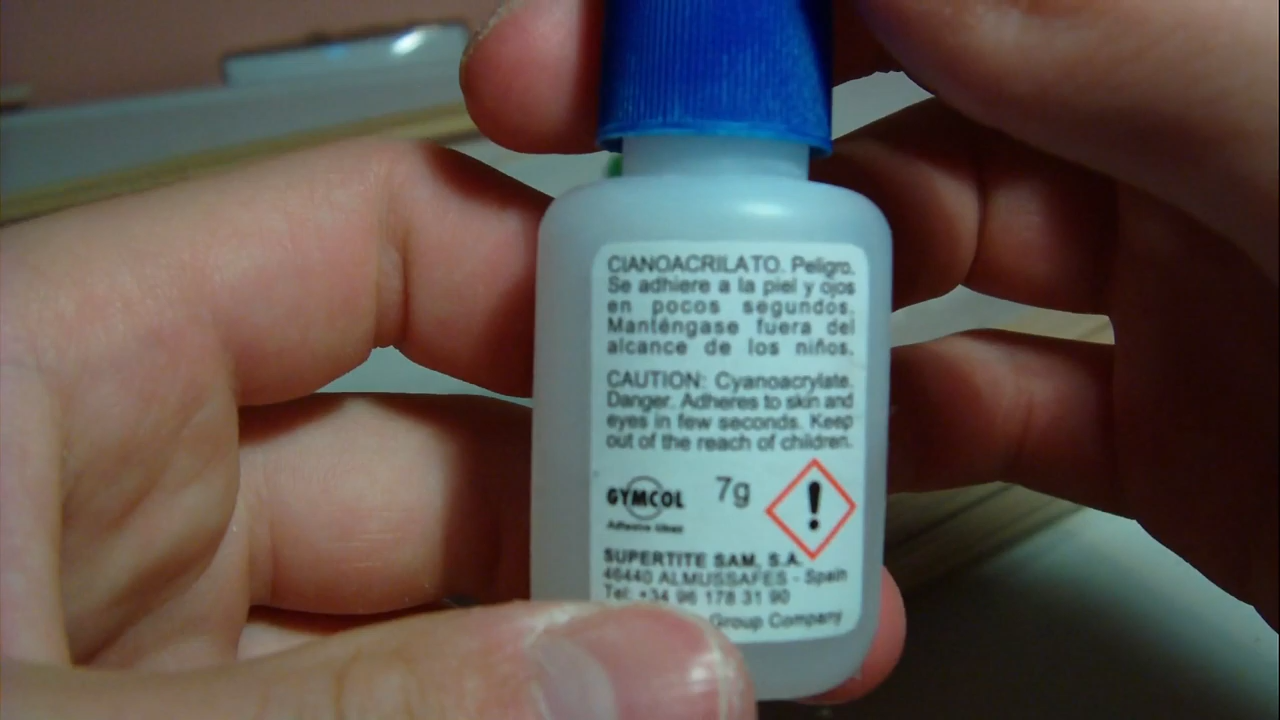 CIANOACRILATO. Peligro.
Se adhiere a la piel y ojos
en pocos segundos.
Manténgase fuera del
alcance de los niños.
CAUTION: Cyanoacrylate.
Danger. Adheres to skin and
eyes in few seconds. Keep
out of the reach of children.
GYMCOL
7g
Adhesive Ideas
SUPERTITE SAM, S.A.
46440 ALMUSSAFES - Spain
Tel: +34 96 178 31 90
Group Company